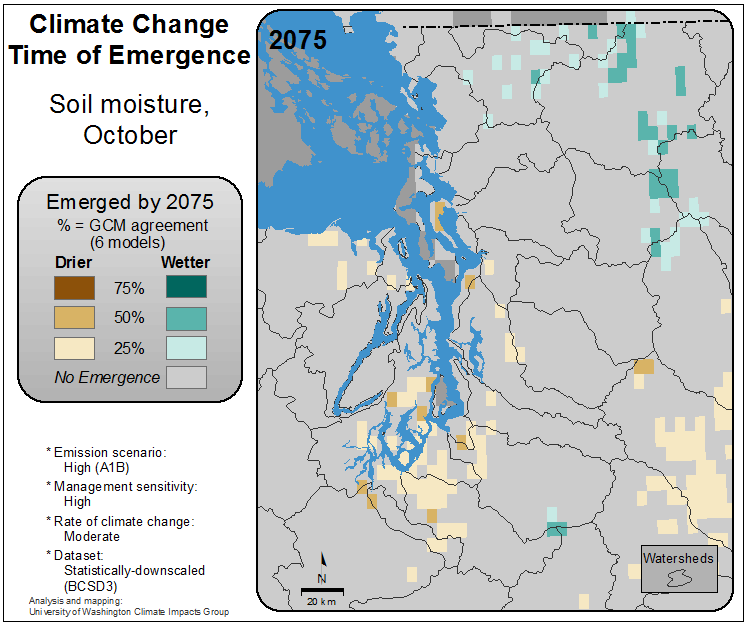 Climate Change
Time of Emergence
Soil moisture,
October
Emerged by 2075
% = GCM agreement
(6 models)
Drier Wetter
75%
50%
25%
No Emergence
* Emission scenario:
High (A1B)
* Management sensitivity:
High
* Rate of climate change:
Moderate
* Dataset:
Statistically-downscaled
(BCSD3)
Analysis and mapping:
University of Washington Climate Impacts Group
2075
N
20 km
Watersheds